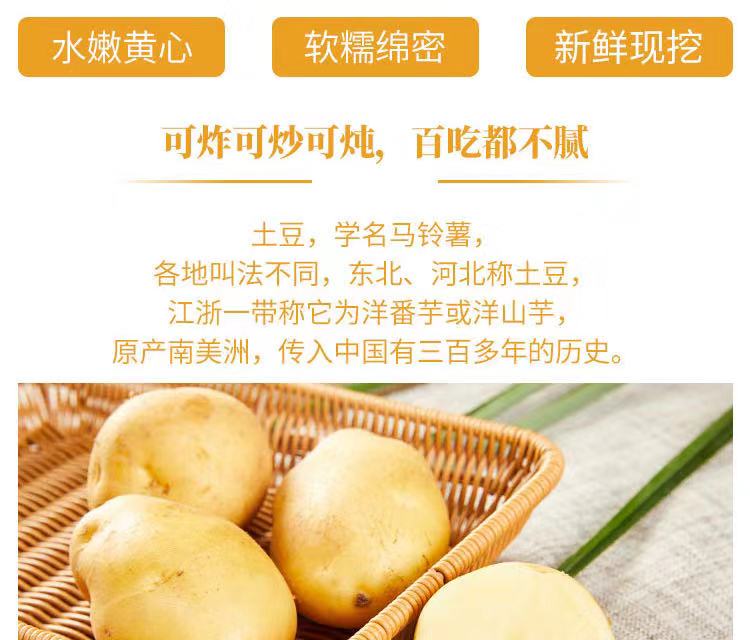 水嫩黄心
软糯绵密
新鲜现挖
可炸可炒可炖，百吃都不腻
土豆，学名马铃薯，
各地叫法不同，东北、河北称土豆，
江浙一带称它为洋番芋或洋山芋，
原产南美洲，传入中国有三百多年的历史。